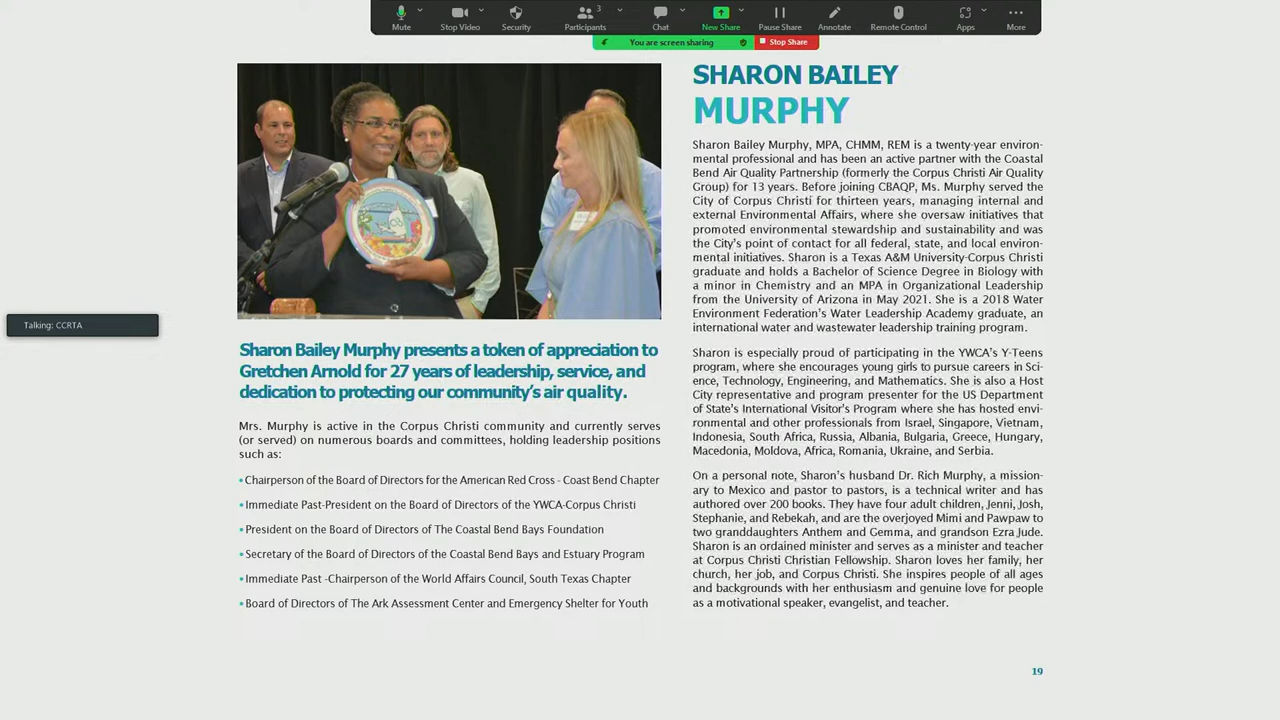 Mute
Stop Video
Security
Participants
3
Chat
New Share
Pause Share
Annotate
Remote Control
Apps
More
You are screen sharing
Stop Share
Talking: CCRTA
Sharon Bailey Murphy presents a token of appreciation to
Gretchen Arnold for 27 years of leadership, service, and
dedication to protecting our community's air quality.
Mrs. Murphy is active in the Corpus Christi community and currently serves
(or served) on numerous boards and committees, holding leadership positions
such as:
• Chairperson of the Board of Directors for the American Red Cross - Coast Bend Chapter
• Immediate Past-President on the Board of Directors of the YWCA-Corpus Christi
• President on the Board of Directors of The Coastal Bend Bays Foundation
• Secretary of the Board of Directors of the Coastal Bend Bays and Estuary Program
• Immediate Past -Chairperson of the World Affairs Council, South Texas Chapter
• Board of Directors of The Ark Assessment Center and Emergency Shelter for Youth
SHARON BAILEY
MURPHY
Sharon Bailey Murphy, MPA, CHMM, REM is a twenty-year environ-
mental professional and has been an active partner with the Coastal
Bend Air Quality Partnership (formerly the Corpus Christi Air Quality
Group) for 13 years. Before joining CBAQP, Ms. Murphy served the
City of Corpus Christi for thirteen years, managing internal and
external Environmental Affairs, where she oversaw initiatives that
promoted environmental stewardship and sustainability and was
the City's point of contact for all federal, state, and local environ-
mental initiatives. Sharon is a Texas A&M University-Corpus Christi
graduate and holds a Bachelor of Science Degree in Biology with
a minor in Chemistry and an MPA in Organizational Leadership
from the University of Arizona in May 2021. She is a 2018 Water
Environment Federation's Water Leadership Academy graduate, an
international water and wastewater leadership training program.
Sharon is especially proud of participating in the YWCA's Y-Teens
program, where she encourages young girls to pursue careers in Sci-
ence, Technology, Engineering, and Mathematics. She is also a Host
City representative and program presenter for the US Department
of State's International Visitor's Program where she has hosted envi-
ronmental and other professionals from Israel, Singapore, Vietnam,
Indonesia, South Africa, Russia, Albania, Bulgaria, Greece, Hungary,
Macedonia, Moldova, Africa, Romania, Ukraine, and Serbia.
On a personal note, Sharon's husband Dr. Rich Murphy, a mission-
ary to Mexico and pastor to pastors, is a technical writer and has
authored over 200 books. They have four adult children, Jenni, Josh,
Stephanie, and Rebekah, and are the overjoyed Mimi and Pawpaw to
two granddaughters Anthem and Gemma, and grandson Ezra Jude.
Sharon is an ordained minister and serves as a minister and teacher
at Corpus Christi Christian Fellowship. Sharon loves her family, her
church, her job, and Corpus Christi. She inspires people of all ages
and backgrounds with her enthusiasm and genuine love for people
as a motivational speaker, evangelist, and teacher.
19